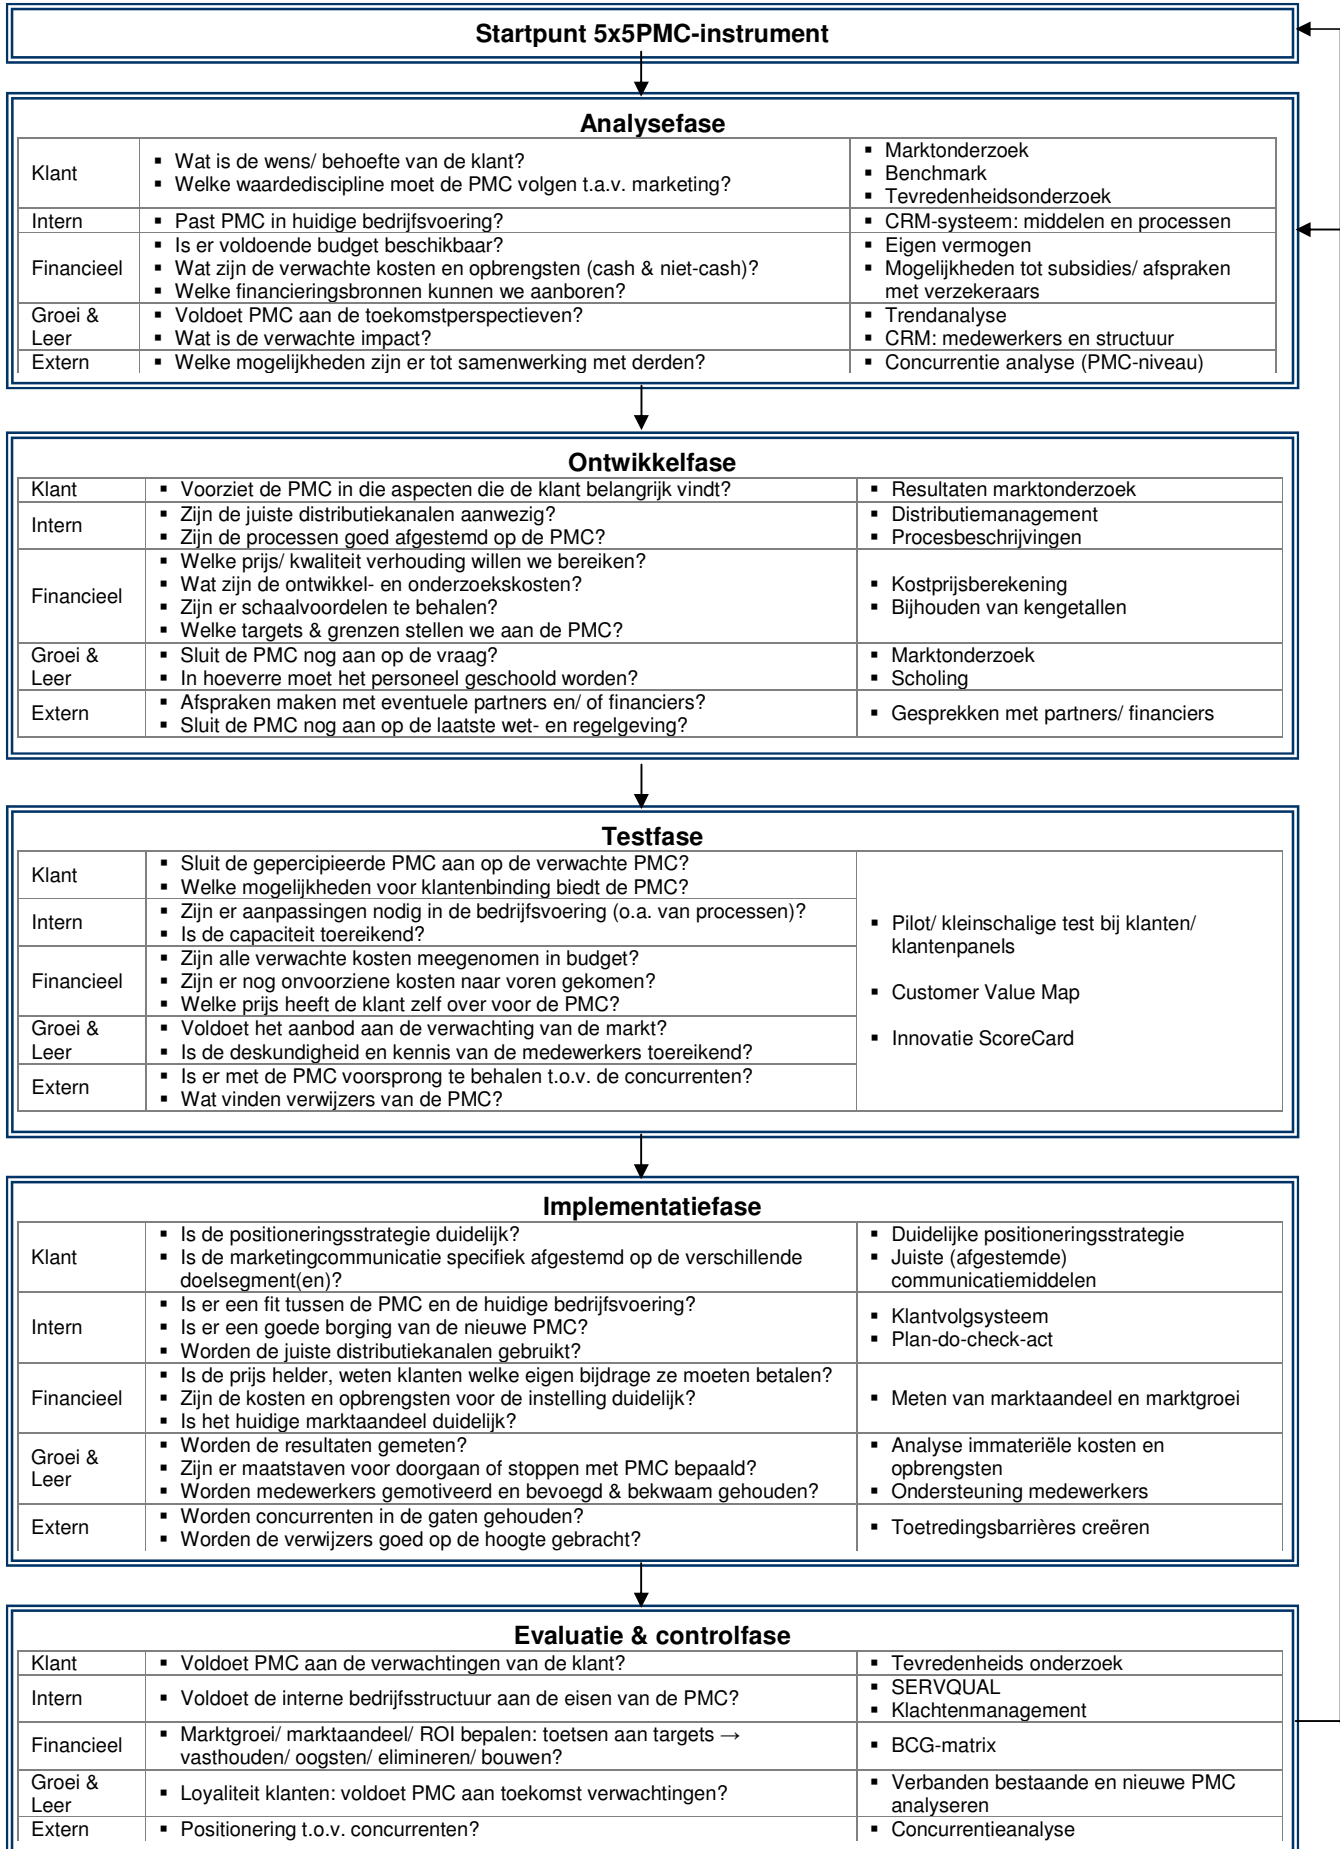 Startpunt 5x5PMC-instrument
Analysefase
Klant
▪ Wat is de wens/ behoefte van de klant?
▪ Welke waardediscipline moet de PMC volgen t.a.v. marketing?
▪ Marktonderzoek
▪ Benchmark
▪ Tevredenheidsonderzoek
Intern
▪ Past PMC in huidige bedrijfsvoering?
▪ CRM-systeem: middelen en processen
Financieel
▪ Is er voldoende budget beschikbaar?
▪ Wat zijn de verwachte kosten en opbrengsten (cash & niet-cash)?
▪ Welke financieringsbronnen kunnen we aanboren?
▪ Eigen vermogen
▪ Mogelijkheden tot subsidies/ afspraken
met verzekeraars
Groei &
Leer
▪ Voldoet PMC aan de toekomstperspectieven?
▪ Wat is de verwachte impact?
▪ Trendanalyse
▪ CRM: medewerkers en structuur
Extern
▪ Welke mogelijkheden zijn er tot samenwerking met derden?
▪ Concurrentie analyse (PMC-niveau)
Ontwikkelfase
Klant
▪ Voorziet de PMC in die aspecten die de klant belangrijk vindt?
▪ Resultaten marktonderzoek
Intern
▪ Zijn de juiste distributiekanalen aanwezig?
▪ Zijn de processen goed afgestemd op de PMC?
▪ Distributiemanagement
▪ Procesbeschrijvingen
Financieel
▪ Welke prijs/ kwaliteit verhouding willen we bereiken?
▪ Wat zijn de ontwikkel- en onderzoekskosten?
▪ Zijn er schaalvoordelen te behalen?
▪ Welke targets & grenzen stellen we aan de PMC?
▪ Kostprijsberekening
▪ Bijhouden van kengetallen
Groei &
Leer
▪ Sluit de PMC nog aan op de vraag?
▪ In hoeverre moet het personeel geschoold worden?
▪ Marktonderzoek
▪ Scholing
Extern
▪ Afspraken maken met eventuele partners en/ of financiers?
▪ Sluit de PMC nog aan op de laatste wet- en regelgeving?
▪ Gesprekken met partners/ financiers
Testfase
Klant
▪ Sluit de gepercipieerde PMC aan op de verwachte PMC?
▪ Welke mogelijkheden voor klantenbinding biedt de PMC?
Intern
▪ Zijn er aanpassingen nodig in de bedrijfsvoering (o.a. van processen)?
▪ Is de capaciteit toereikend?
Financieel
▪ Zijn alle verwachte kosten meegenomen in budget?
▪ Zijn er nog onvoorziene kosten naar voren gekomen?
▪ Welke prijs heeft de klant zelf over voor de PMC?
Groei &
Leer
▪ Voldoet het aanbod aan de verwachting van de markt?
▪ Is de deskundigheid en kennis van de medewerkers toereikend?
Extern
▪ Is er met de PMC voorsprong te behalen t.o.v. de concurrenten?
▪ Wat vinden verwijzers van de PMC?
▪ Pilot/ kleinschalige test bij klanten/
klantenpanels
▪ Customer Value Map
▪ Innovatie ScoreCard
Implementatiefase
Klant
▪ Is de positioneringsstrategie duidelijk?
▪ Is de marketingcommunicatie specifiek afgestemd op de verschillende
doelsegment(en)?
▪ Duidelijke positioneringsstrategie
▪ Juiste (afgestemde)
communicatiemiddelen
Intern
▪ Is er een fit tussen de PMC en de huidige bedrijfsvoering?
▪ Is er een goede borging van de nieuwe PMC?
▪ Worden de juiste distributiekanalen gebruikt?
▪ Klantvolgsysteem
▪ Plan-do-check-act
Financieel
▪ Is de prijs helder, weten klanten welke eigen bijdrage ze moeten betalen?
▪ Zijn de kosten en opbrengsten voor de instelling duidelijk?
▪ Is het huidige marktaandeel duidelijk?
▪ Meten van marktaandeel en marktgroei
Groei &
Leer
▪ Worden de resultaten gemeten?
▪ Zijn er maatstaven voor doorgaan of stoppen met PMC bepaald?
▪ Worden medewerkers gemotiveerd en bevoegd & bekwaam gehouden?
▪ Analyse immateriële kosten en
opbrengsten
▪ Ondersteuning medewerkers
Extern
▪ Worden concurrenten in de gaten gehouden?
▪ Worden de verwijzers goed op de hoogte gebracht?
▪ Toetredingsbarrières creëren
Evaluatie & controlfase
Klant
▪ Voldoet PMC aan de verwachtingen van de klant?
▪ Tevredenheids onderzoek
Intern
▪ Voldoet de interne bedrijfsstructuur aan de eisen van de PMC?
▪ SERVQUAL
▪ Klachtenmanagement
Financieel
▪ Marktgroei/ marktaandeel/ ROI bepalen: toetsen aan targets →
vasthouden/ oogsten/ elimineren/ bouwen?
▪ BCG-matrix
Groei &
Leer
▪ Loyaliteit klanten: voldoet PMC aan toekomst verwachtingen?
▪ Verbanden bestaande en nieuwe PMC
analyseren
Extern
▪ Positionering t.o.v. concurrenten?
▪ Concurrentieanalyse